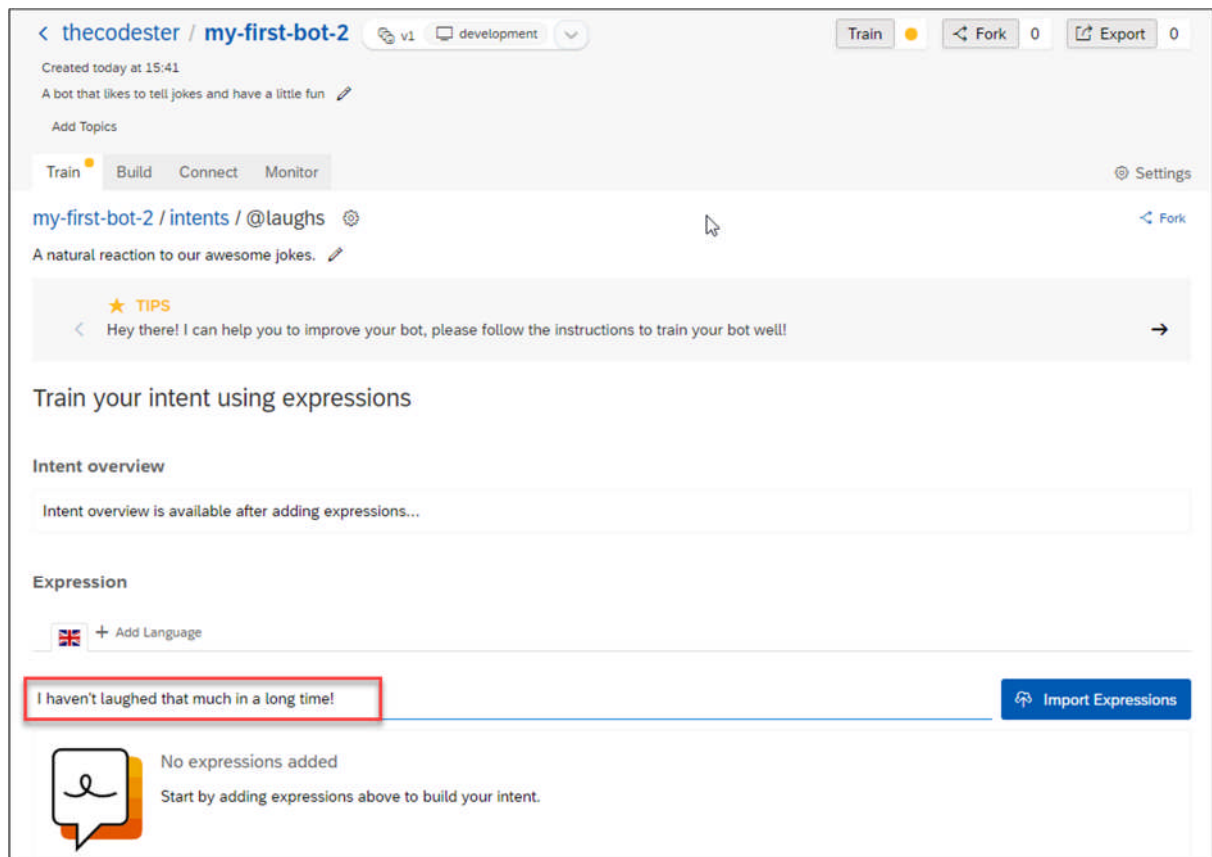 thecodester / my-first-bot-2 v1 development Train Fork 0 Export 0
Created today at 15:41
A bot that likes to tell jokes and have a little fun
Add Topics
Train Build Connect Monitor Settings
my-first-bot-2 / intents / @laughs Fork
A natural reaction to our awesome jokes.
TIPS
Hey there! I can help you to improve your bot, please follow the instructions to train your bot well!
Train your intent using expressions
Intent overview
Intent overview is available after adding expressions...
Expression
+ Add Language
I haven't laughed that much in a long time! Import Expressions
No expressions added
Start by adding expressions above to build your intent.